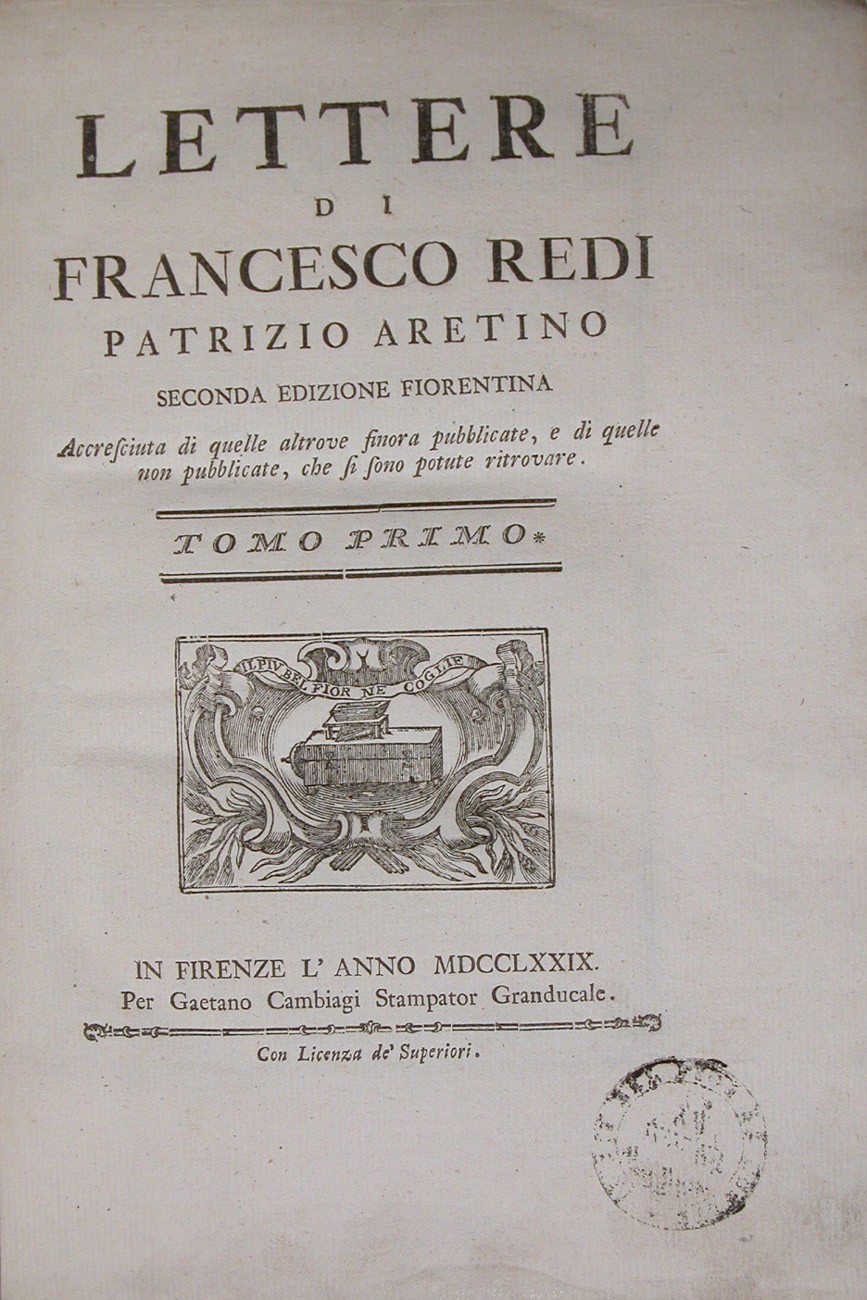 LETTERE
DI
FRANCESCO REDI
PATRIZIO ARETINO
SECONDA EDIZIONE FIORENTINA
Accreſciuta di quelle altrove finora pubblicate, e di quelle
non pubblicate, che ſi ſono potute ritrovare.
TOMO PRIMO.
IL PIV BEL FIOR NE COGLIE
IN FIRENZE L' ANNO MDCCLXXIX.
Per Gaetano Cambiagi Stampator Granducale.
Con Licenza de' Superiori.